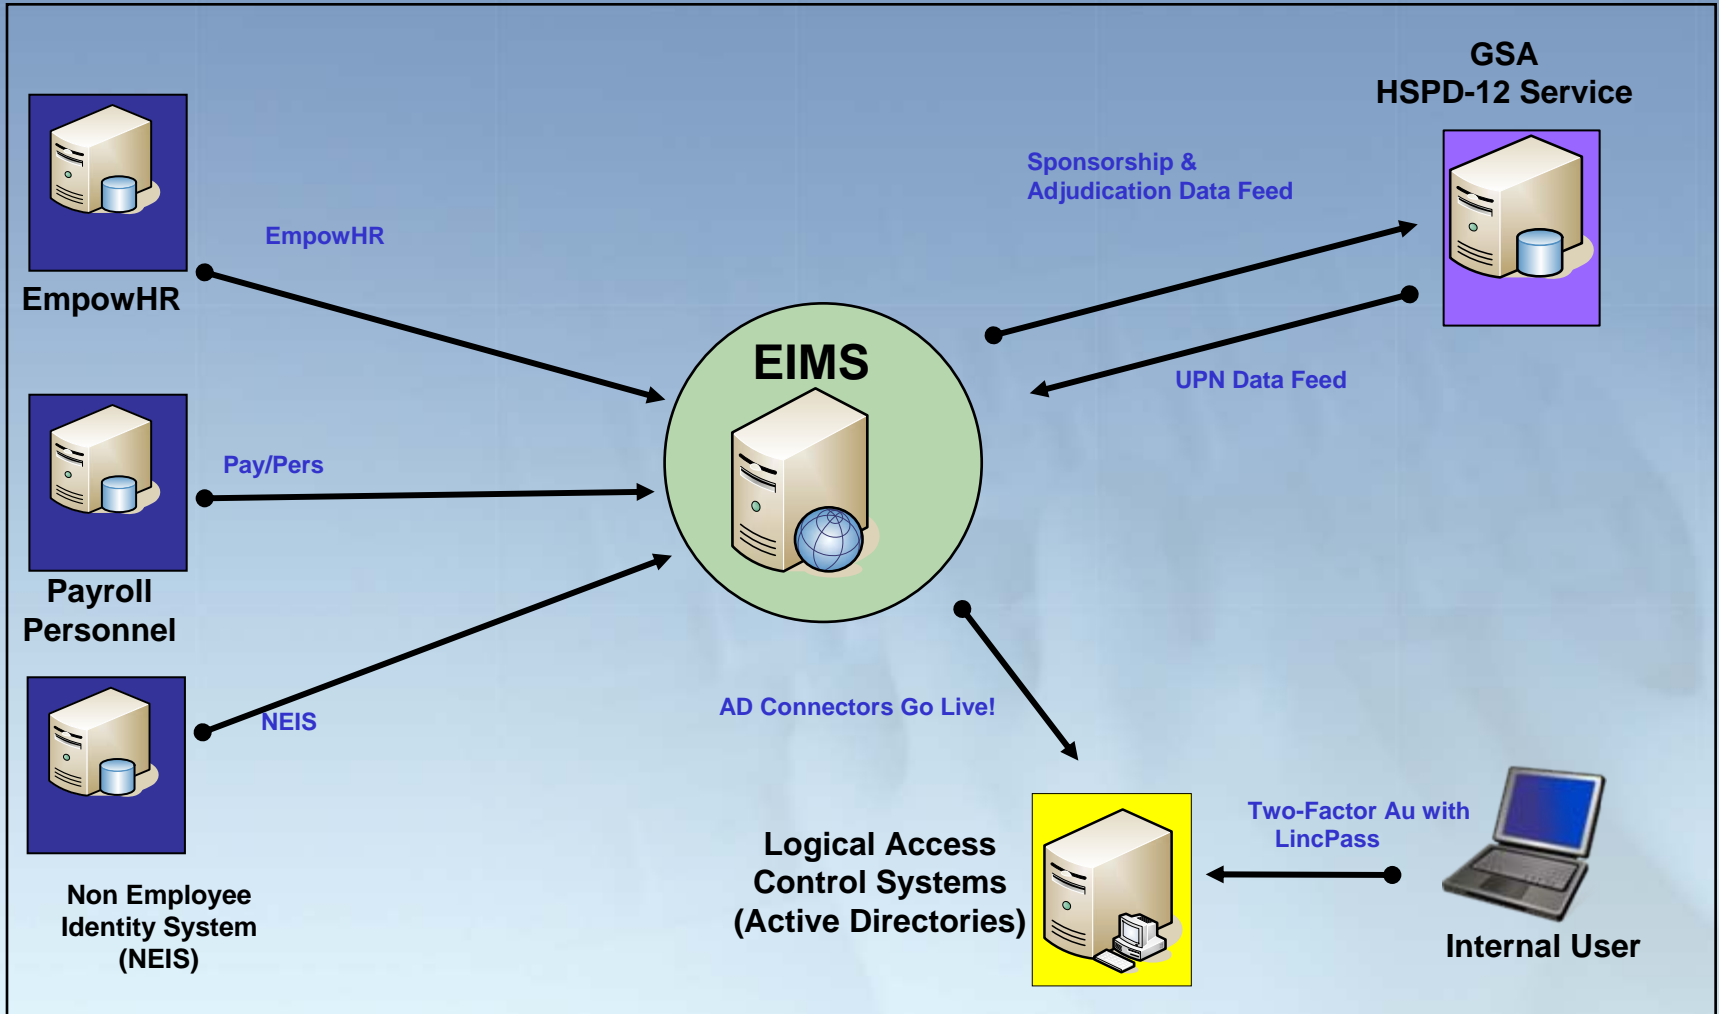 GSA
HSPD-12 Service
Sponsorship &
Adjudication Data Feed
EmpowHR
EmpowHR
EIMS
UPN Data Feed
Pay/Pers
Payroll
Personnel
NEIS
AD Connectors Go Live!
Two-Factor Au with
LincPass
Logical Access
Control Systems
(Active Directories)
Non Employee
Identity System
(NEIS)
Internal User